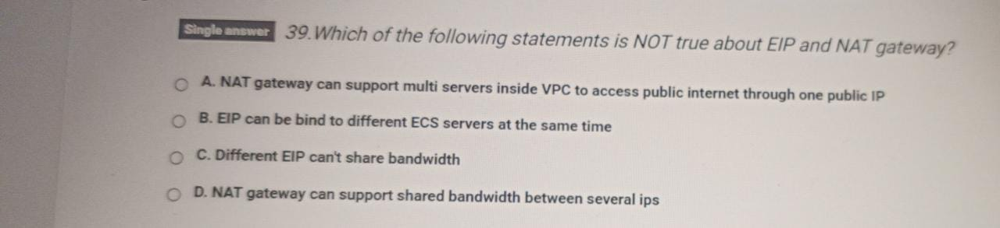 Single answer 39.Which of the following statements is NOT true about EIP and NAT gateway?
A. NAT gateway can support multi servers inside VPC to access public internet through one public IP
B. EIP can be bind to different ECS servers at the same time
C. Different EIP can't share bandwidth
D. NAT gateway can support shared bandwidth between several ips